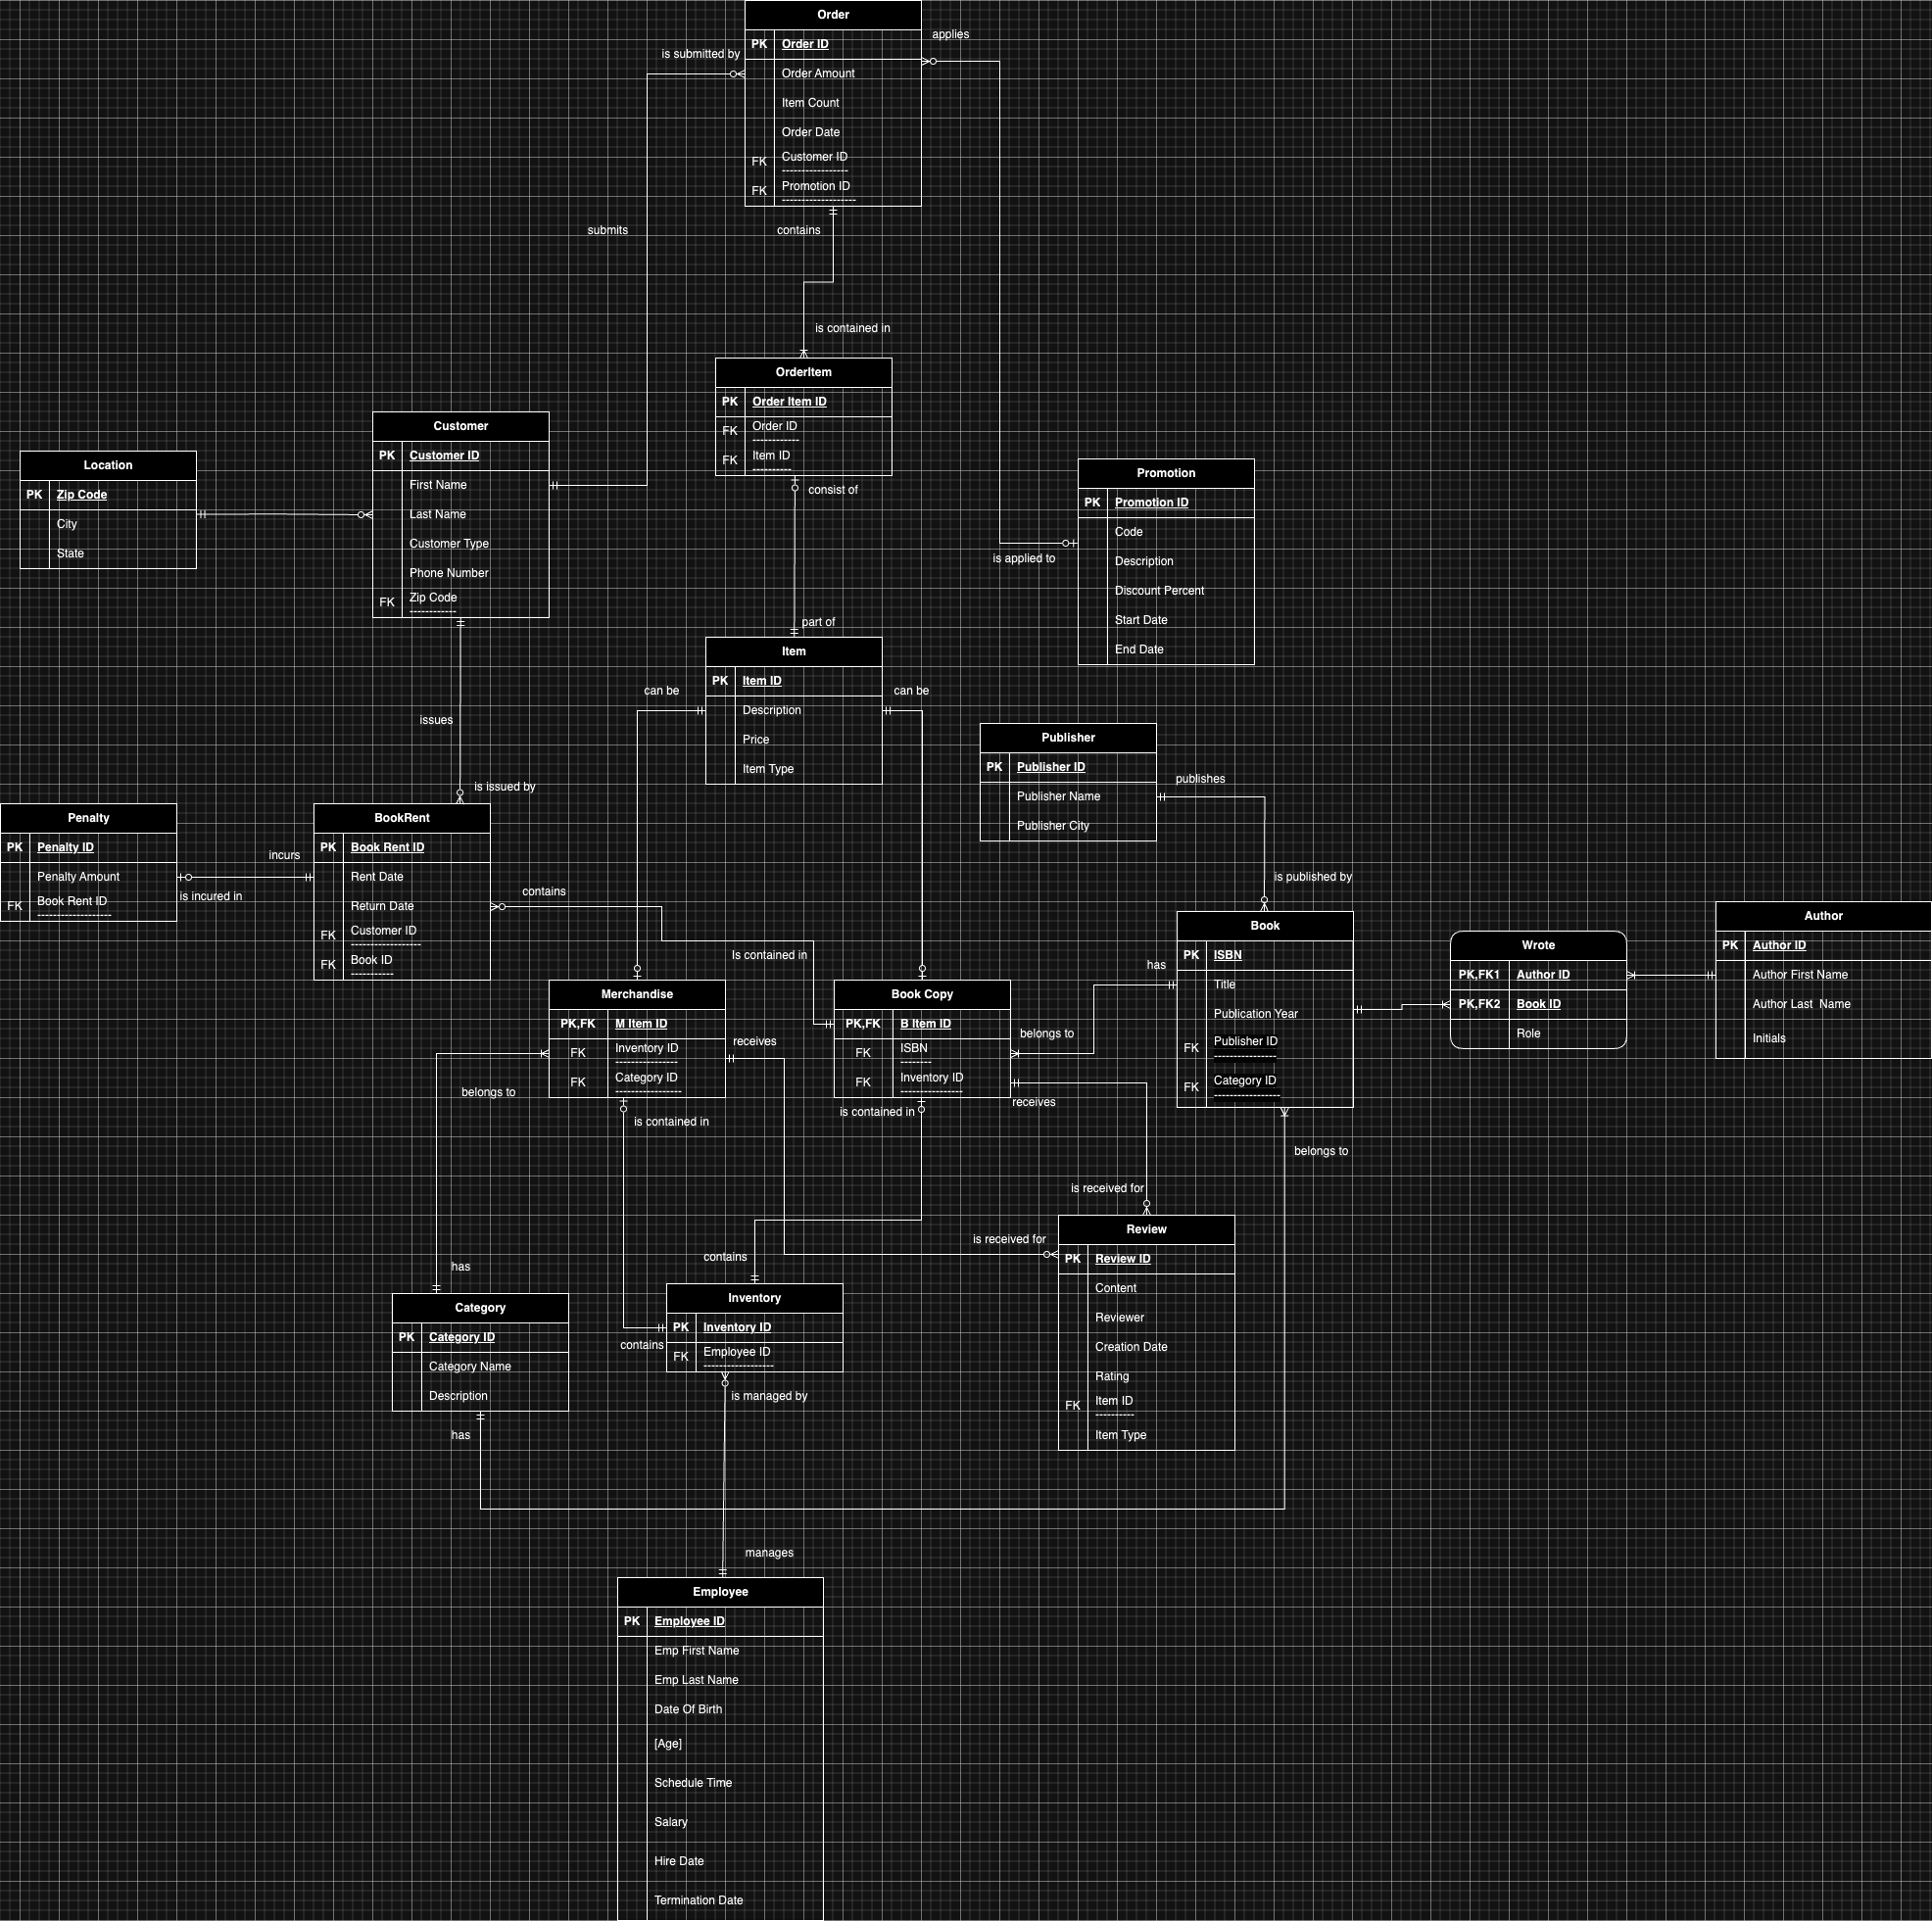 Order
PK Order ID
Order Amount
Item Count
Order Date
FK Customer ID
FK Promotion ID
is submitted by
applies
submits
contains
is contained in
OrderItem
PK Order Item ID
FK Order ID
FK Item ID
consist of
Customer
PK Customer ID
First Name
Last Name
Customer Type
Phone Number
FK Zip Code
Location
PK Zip Code
City
State
Promotion
PK Promotion ID
Code
Description
Discount Percent
Start Date
End Date
is applied to
part of
Item
PK Item ID
Description
Price
Item Type
can be
can be
issues
is issued by
Publisher
PK Publisher ID
Publisher Name
Publisher City
publishes
is published by
Penalty
PK Penalty ID
Penalty Amount
FK Book Rent ID
incurs
is incured in
BookRent
PK Book Rent ID
Rent Date
Return Date
FK Customer ID
FK Book ID
contains
Is contained in
Book
PK ISBN
Title
Publication Year
FK Publisher ID
FK Category ID
has
Wrote
PK,FK1 Author ID
PK,FK2 Book ID
Role
Author
PK Author ID
Author First Name
Author Last  Name
Initials
Merchandise
PK,FK M Item ID
FK Inventory ID
FK Category ID
receives
Book Copy
PK,FK B Item ID
FK ISBN
FK Inventory ID
belongs to
receives
belongs to
is contained in
is contained in
belongs to
is received for
is received for
contains
has
contains
Review
PK Review ID
Content
Reviewer
Creation Date
Rating
FK Item ID
Item Type
Category
PK Category ID
Category Name
Description
has
Inventory
PK Inventory ID
FK Employee ID
is managed by
manages
Employee
PK Employee ID
Emp First Name
Emp Last Name
Date Of Birth
[Age]
Schedule Time
Salary
Hire Date
Termination Date